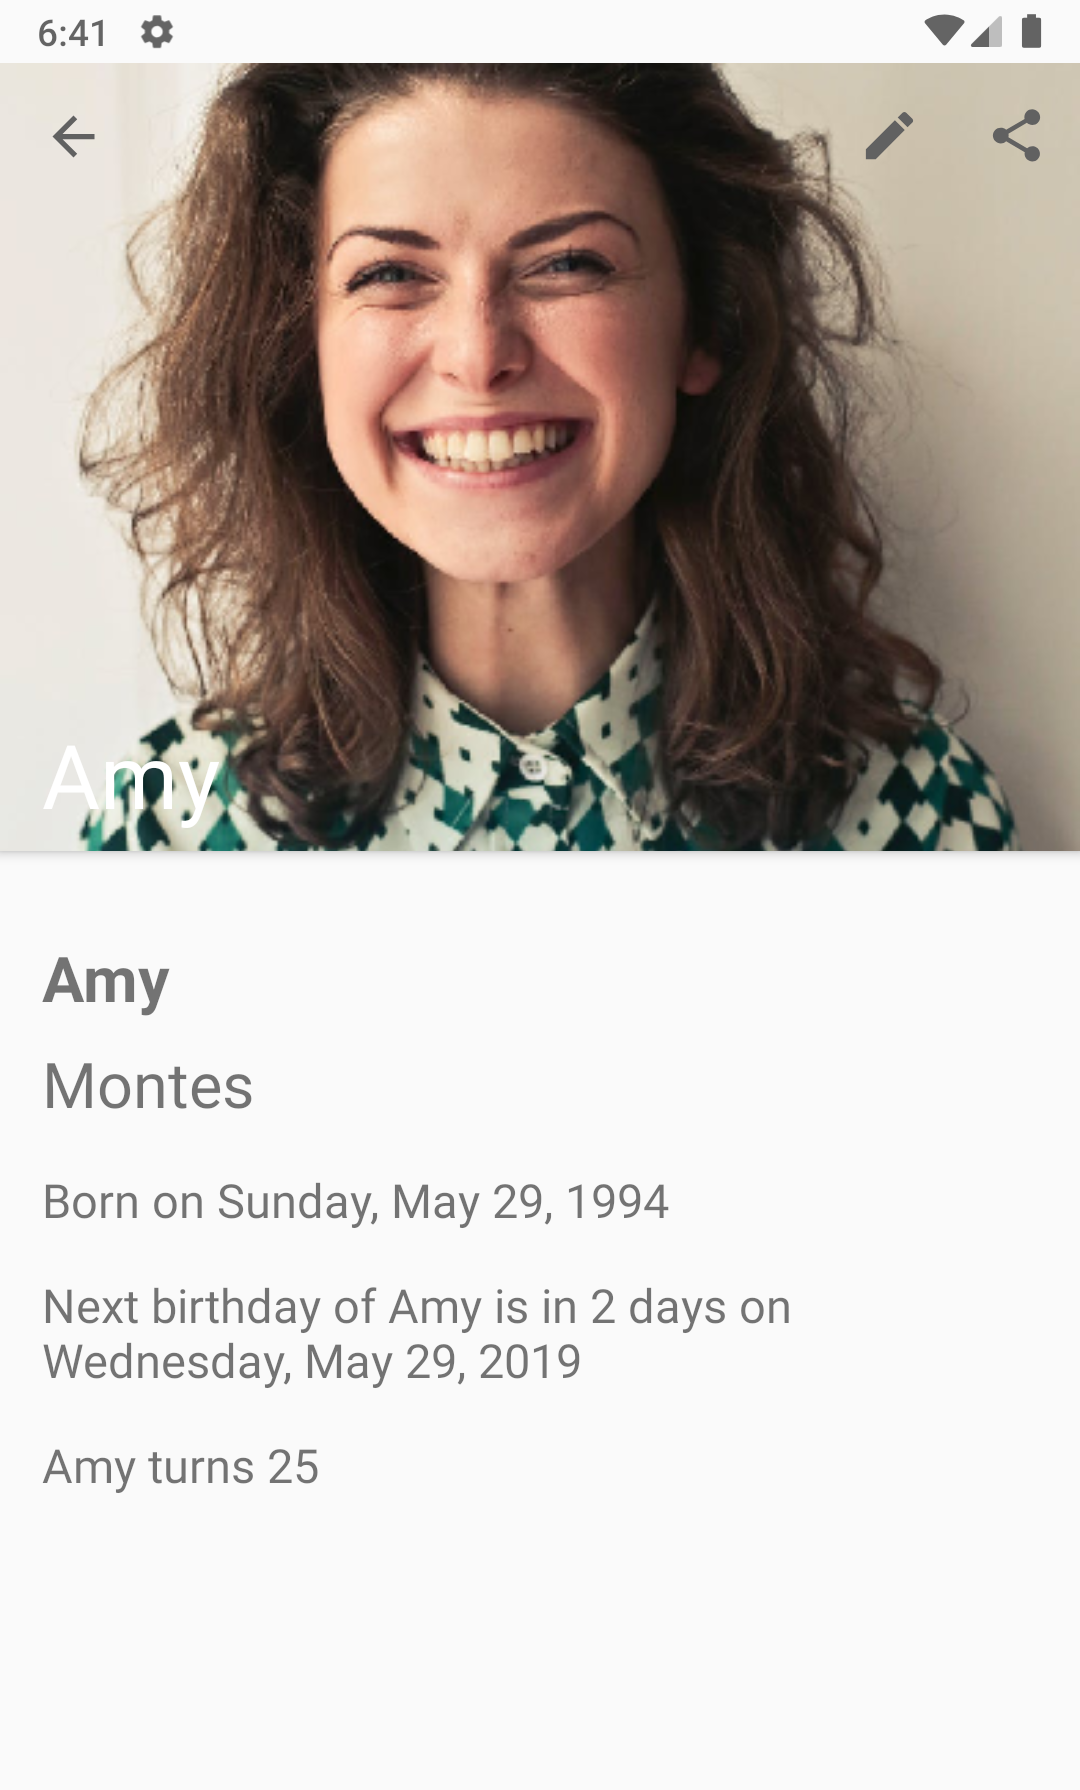 6:41
Amy
Amy
Montes
Born on Sunday, May 29, 1994
Next birthday of Amy is in 2 days on
Wednesday, May 29, 2019
Amy turns 25